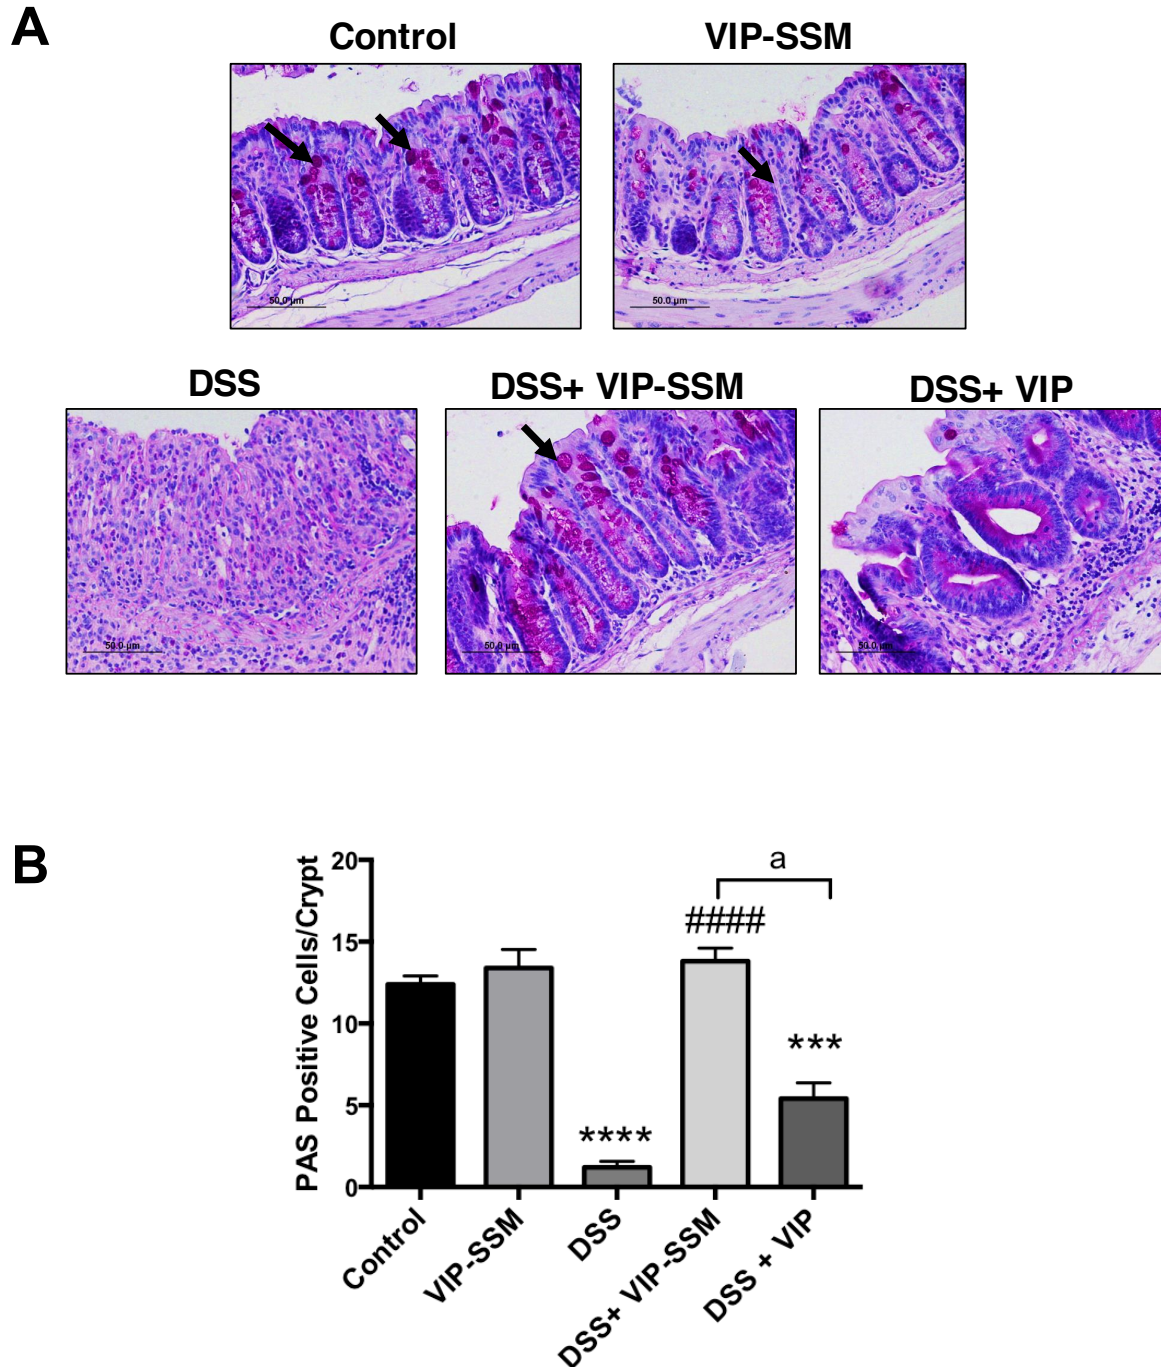 A
Control
VIP-SSM
50.0 µm
50.0 µm
DSS
DSS+ VIP-SSM
DSS+ VIP
50.0 µm
50.0 µm
50.0 µm
B
PAS Positive Cells/Crypt
20
15
10
5
0
a
####
***
****
Control
VIP-SSM
DSS
DSS+ VIP-SSM
DSS + VIP